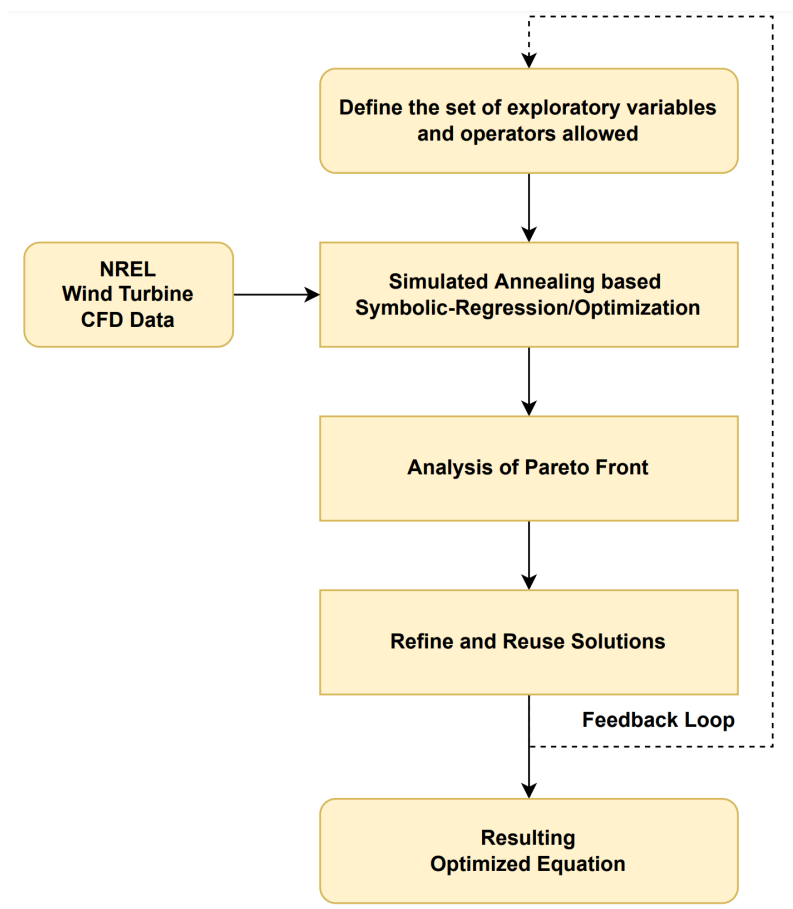 Define the set of exploratory variables
and operators allowed
NREL
Wind Turbine
CFD Data
Simulated Annealing based
Symbolic-Regression/Optimization
Analysis of Pareto Front
Refine and Reuse Solutions
Feedback Loop
Resulting
Optimized Equation